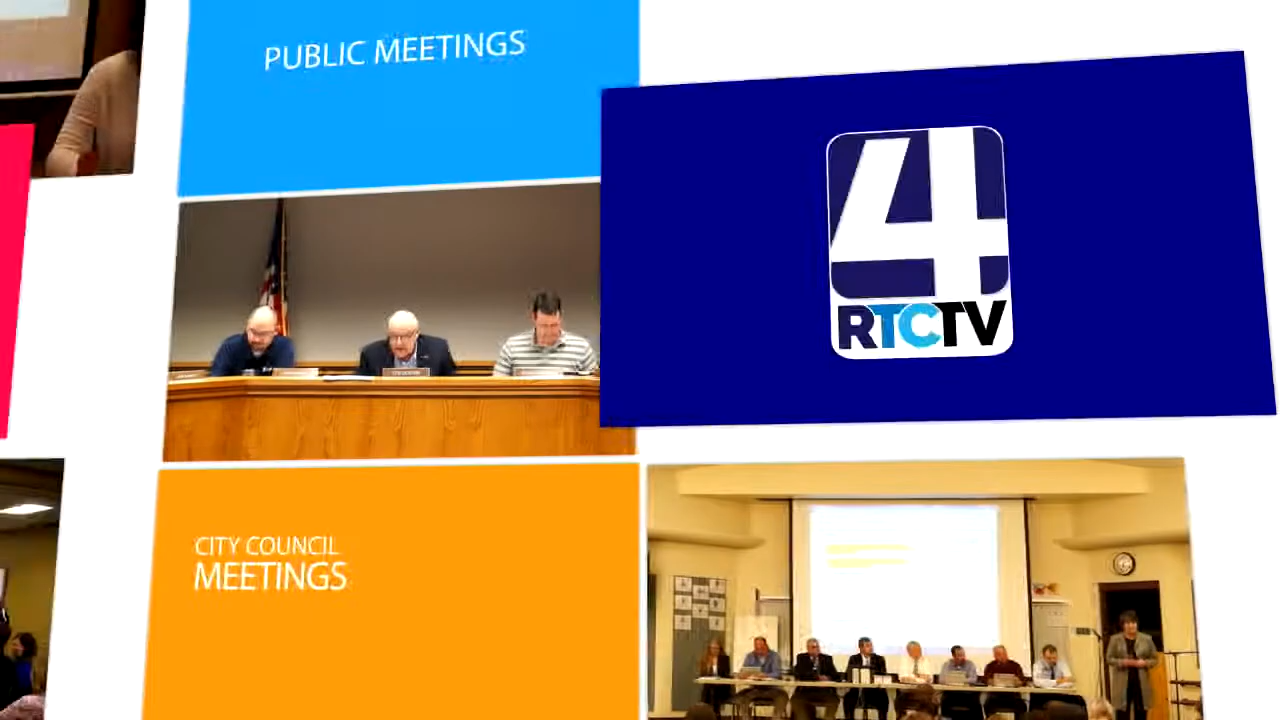 PUBLIC MEETINGS
4
RTCTV
CITY COUNCIL
MEETINGS